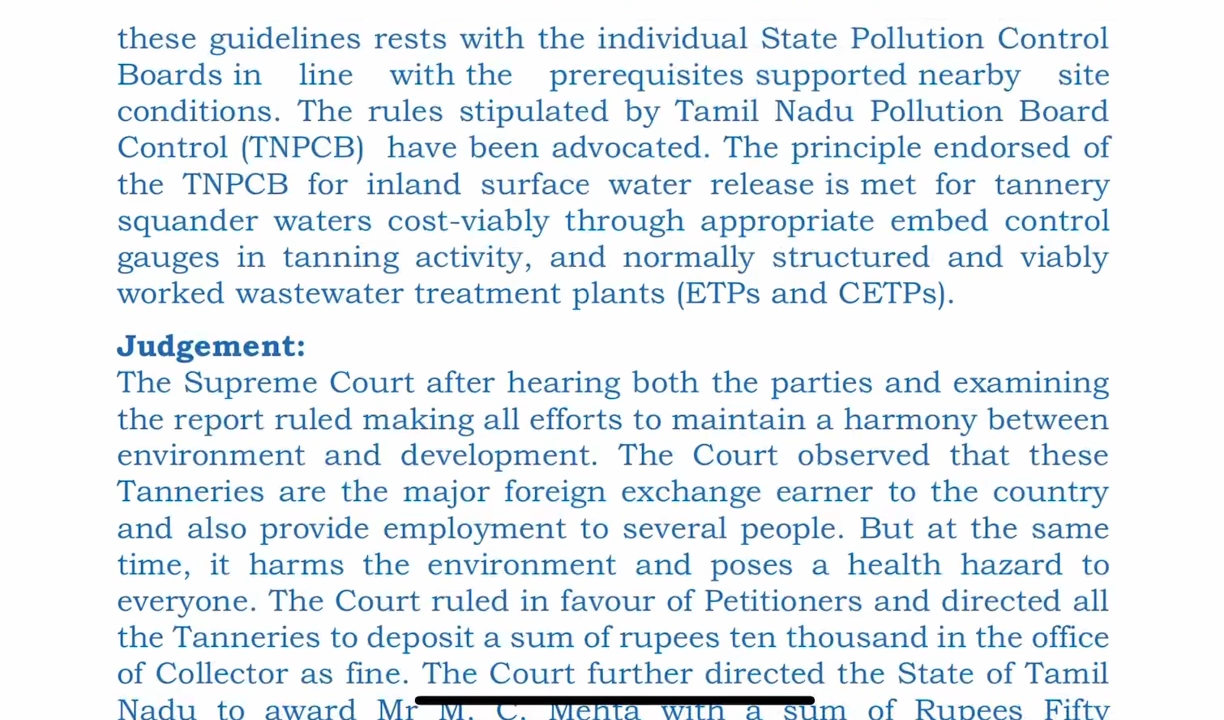 these guidelines rests with the individual State Pollution Control
Boards in line with the prerequisites supported nearby site
conditions. The rules stipulated by Tamil Nadu Pollution Board
Control (TNPCB) have been advocated. The principle endorsed of
the TNPCB for inland surface water release is met for tannery
squander waters cost-viably through appropriate embed control
gauges in tanning activity, and normally structured and viably
worked wastewater treatment plants (ETPs and CETPs).
Judgement:
The Supreme Court after hearing both the parties and examining
the report ruled making all efforts to maintain a harmony between
environment and development. The Court observed that these
Tanneries are the major foreign exchange earner to the country
and also provide employment to several people. But at the same
time, it harms the environment and poses a health hazard to
everyone. The Court ruled in favour of Petitioners and directed all
the Tanneries to deposit a sum of rupees ten thousand in the office
of Collector as fine. The Court further directed the State of Tamil
Nadu to award Mr M. C. Mehta with a sum of Rupees Fifty